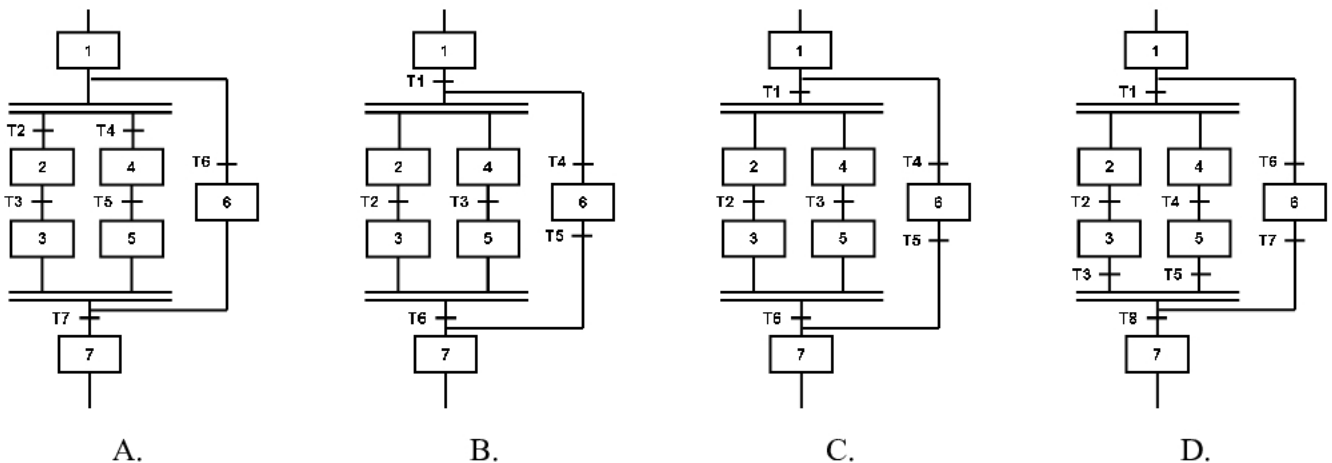 1
T2 T4
2 4 T6
T3 T5 6
3 5
T7
7
A.
1
T1
2 4 T4
T2 T3 6
3 5 T5
T6
7
B.
1
T1
2 4 T4
T2 T3 6
3 5 T5
T6
7
C.
1
T1
2 4 T6
T2 T4 6
3 5 T7
T3 T5
T8
7
D.